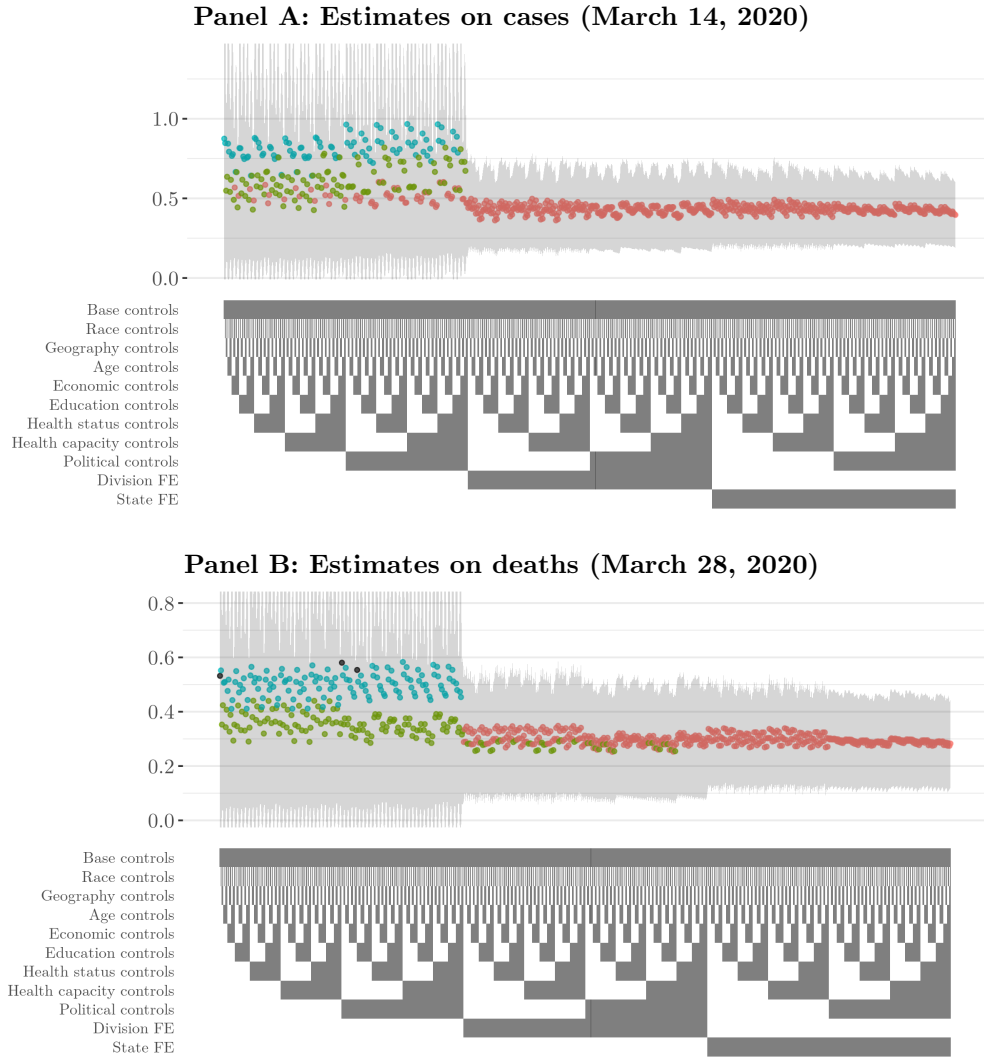 Panel A: Estimates on cases (March 14, 2020)
1.0
0.5
0.0
Base controls
Race controls
Geography controls
Age controls
Economic controls
Education controls
Health status controls
Health capacity controls
Political controls
Division FE
State FE
Panel B: Estimates on deaths (March 28, 2020)
0.8
0.6
0.4
0.2
0.0
Base controls
Race controls
Geography controls
Age controls
Economic controls
Education controls
Health status controls
Health capacity controls
Political controls
Division FE
State FE